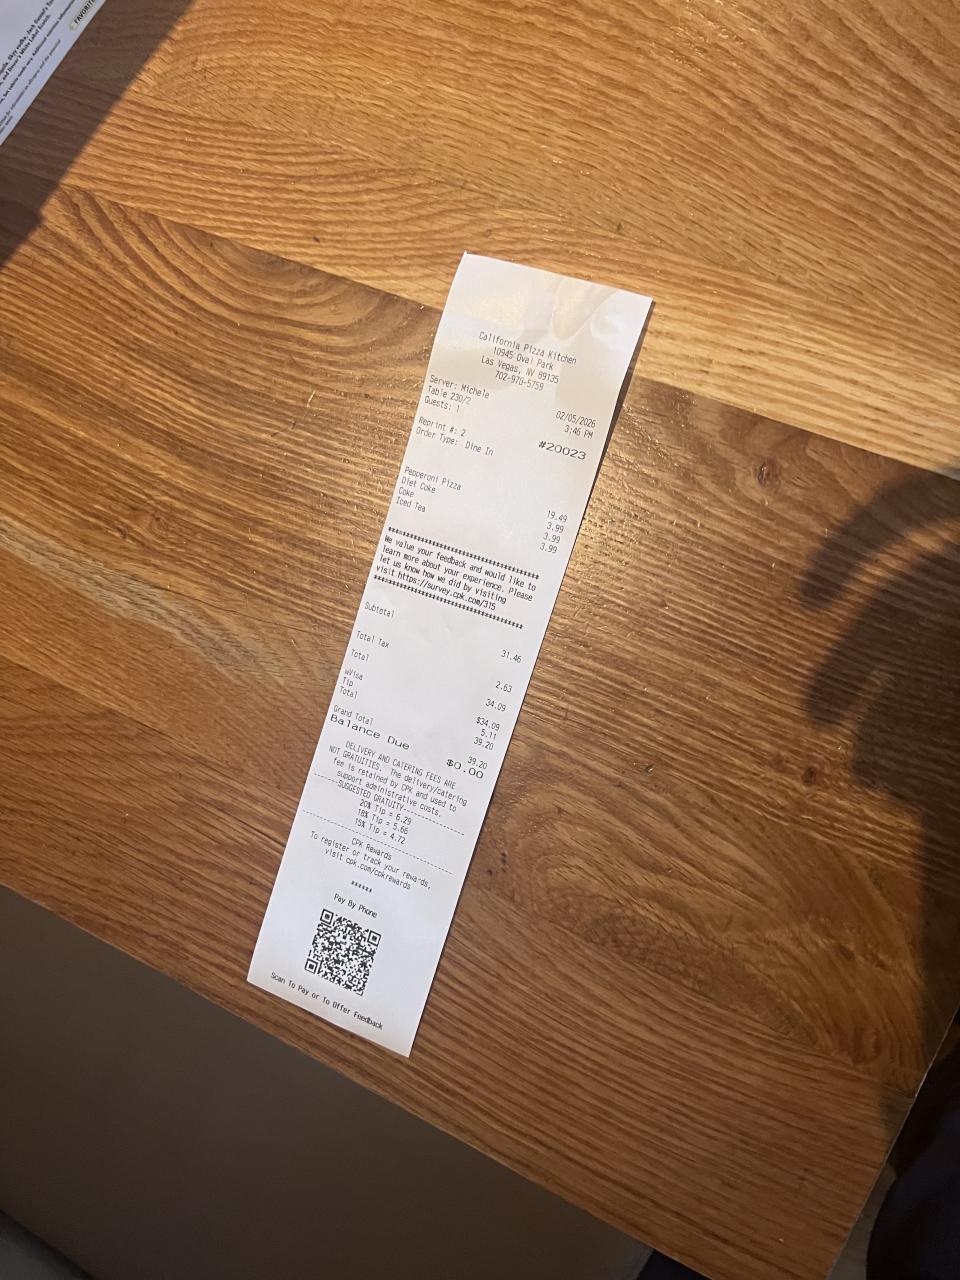 California Pizza Kitchen
10945 Oval Park
Las Vegas, NV 89135
702-978-5759
Server: Michele 02/05/2026
Table 230/2 3:46 PM
Guests: 1 #20023
Reprint #: 2
Order Type: Dine In
Pepperoni Pizza 19.49
Diet Coke 3.99
Coke 3.99
Iced Tea 3.99
****************************************
We value your feedback and would like to
learn more about your experience. Please
let us know how we did by visiting
visit https://survey.cpk.com/315
****************************************
Subtotal 31.46
Total Tax 2.63
Total 34.09
wVisa $34.09
Tip 5.11
Total 39.20
Grand Total 39.20
Balance Due $0.00
DELIVERY AND CATERING FEES ARE
NOT GRATUITIES. The delivery/catering
fee is retained by CPK and used to
support administrative costs.
------SUGGESTED GRATUITY------
20% Tip = 6.29
18% Tip = 5.66
15% Tip = 4.72
------------------------------
CPK Rewards
To register or track your rewards,
visit cpk.com/cpkrewards
******
Pay By Phone
Scan To Pay or To Offer Feedback
FAVORITE